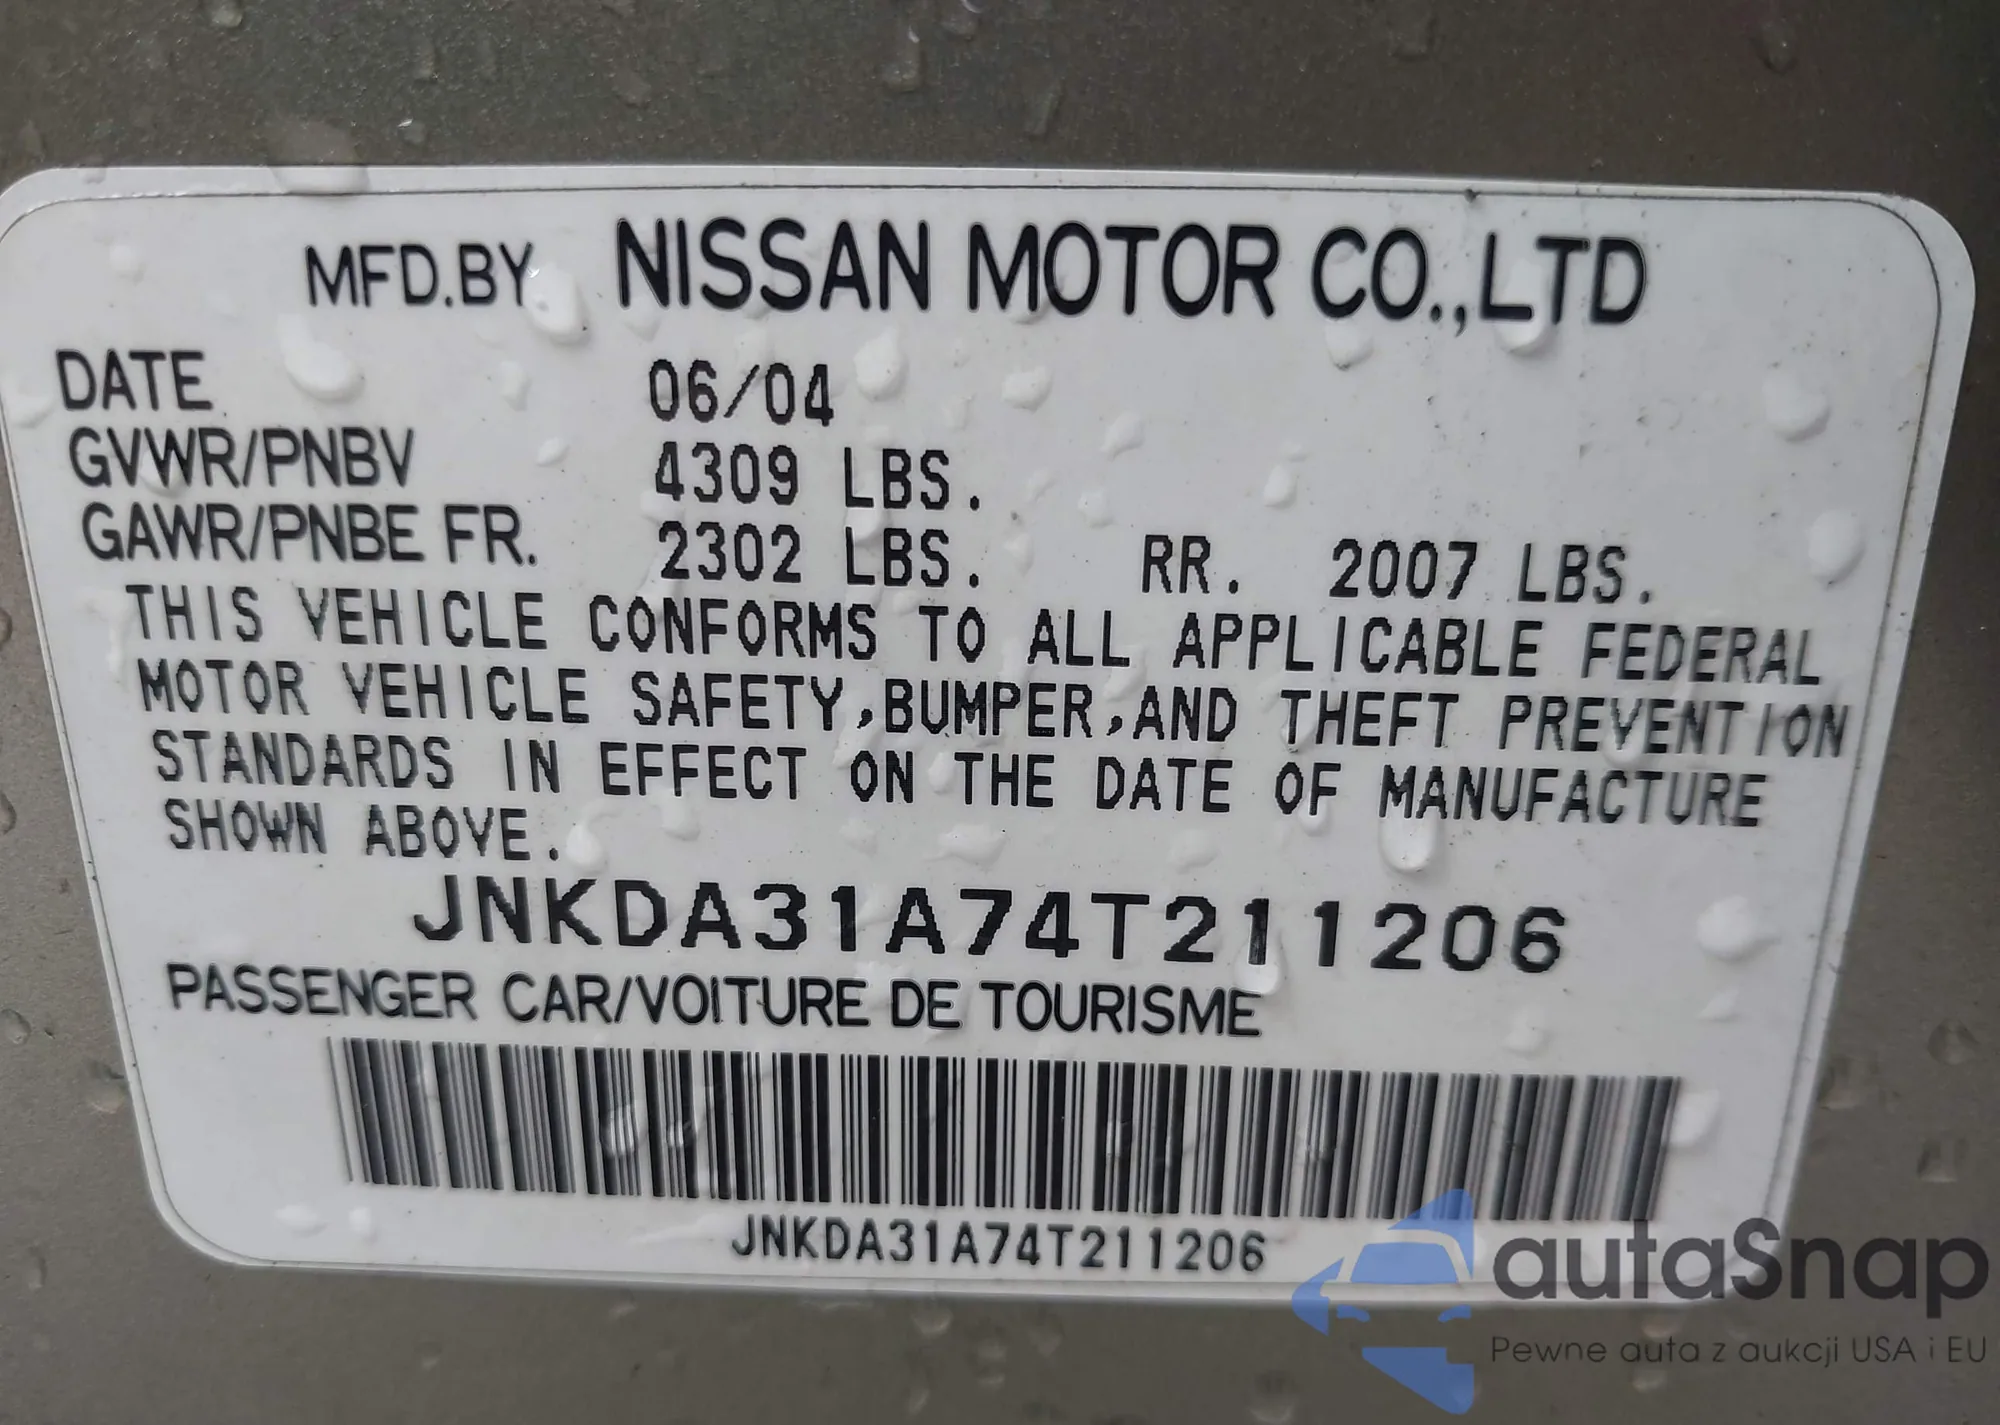 MFD.BY NISSAN MOTOR CO.,LTD
DATE 06/04
GVWR/PNBV 4309 LBS.
GAWR/PNBE FR. 2302 LBS. RR. 2007 LBS.
THIS VEHICLE CONFORMS TO ALL APPLICABLE FEDERAL
MOTOR VEHICLE SAFETY,BUMPER,AND THEFT PREVENTION
STANDARDS IN EFFECT ON THE DATE OF MANUFACTURE
SHOWN ABOVE.
JNKDA31A74T211206
PASSENGER CAR/VOITURE DE TOURISME
JNKDA31A74T211206
autaSnap
Pewne auta z aukcji USA i EU